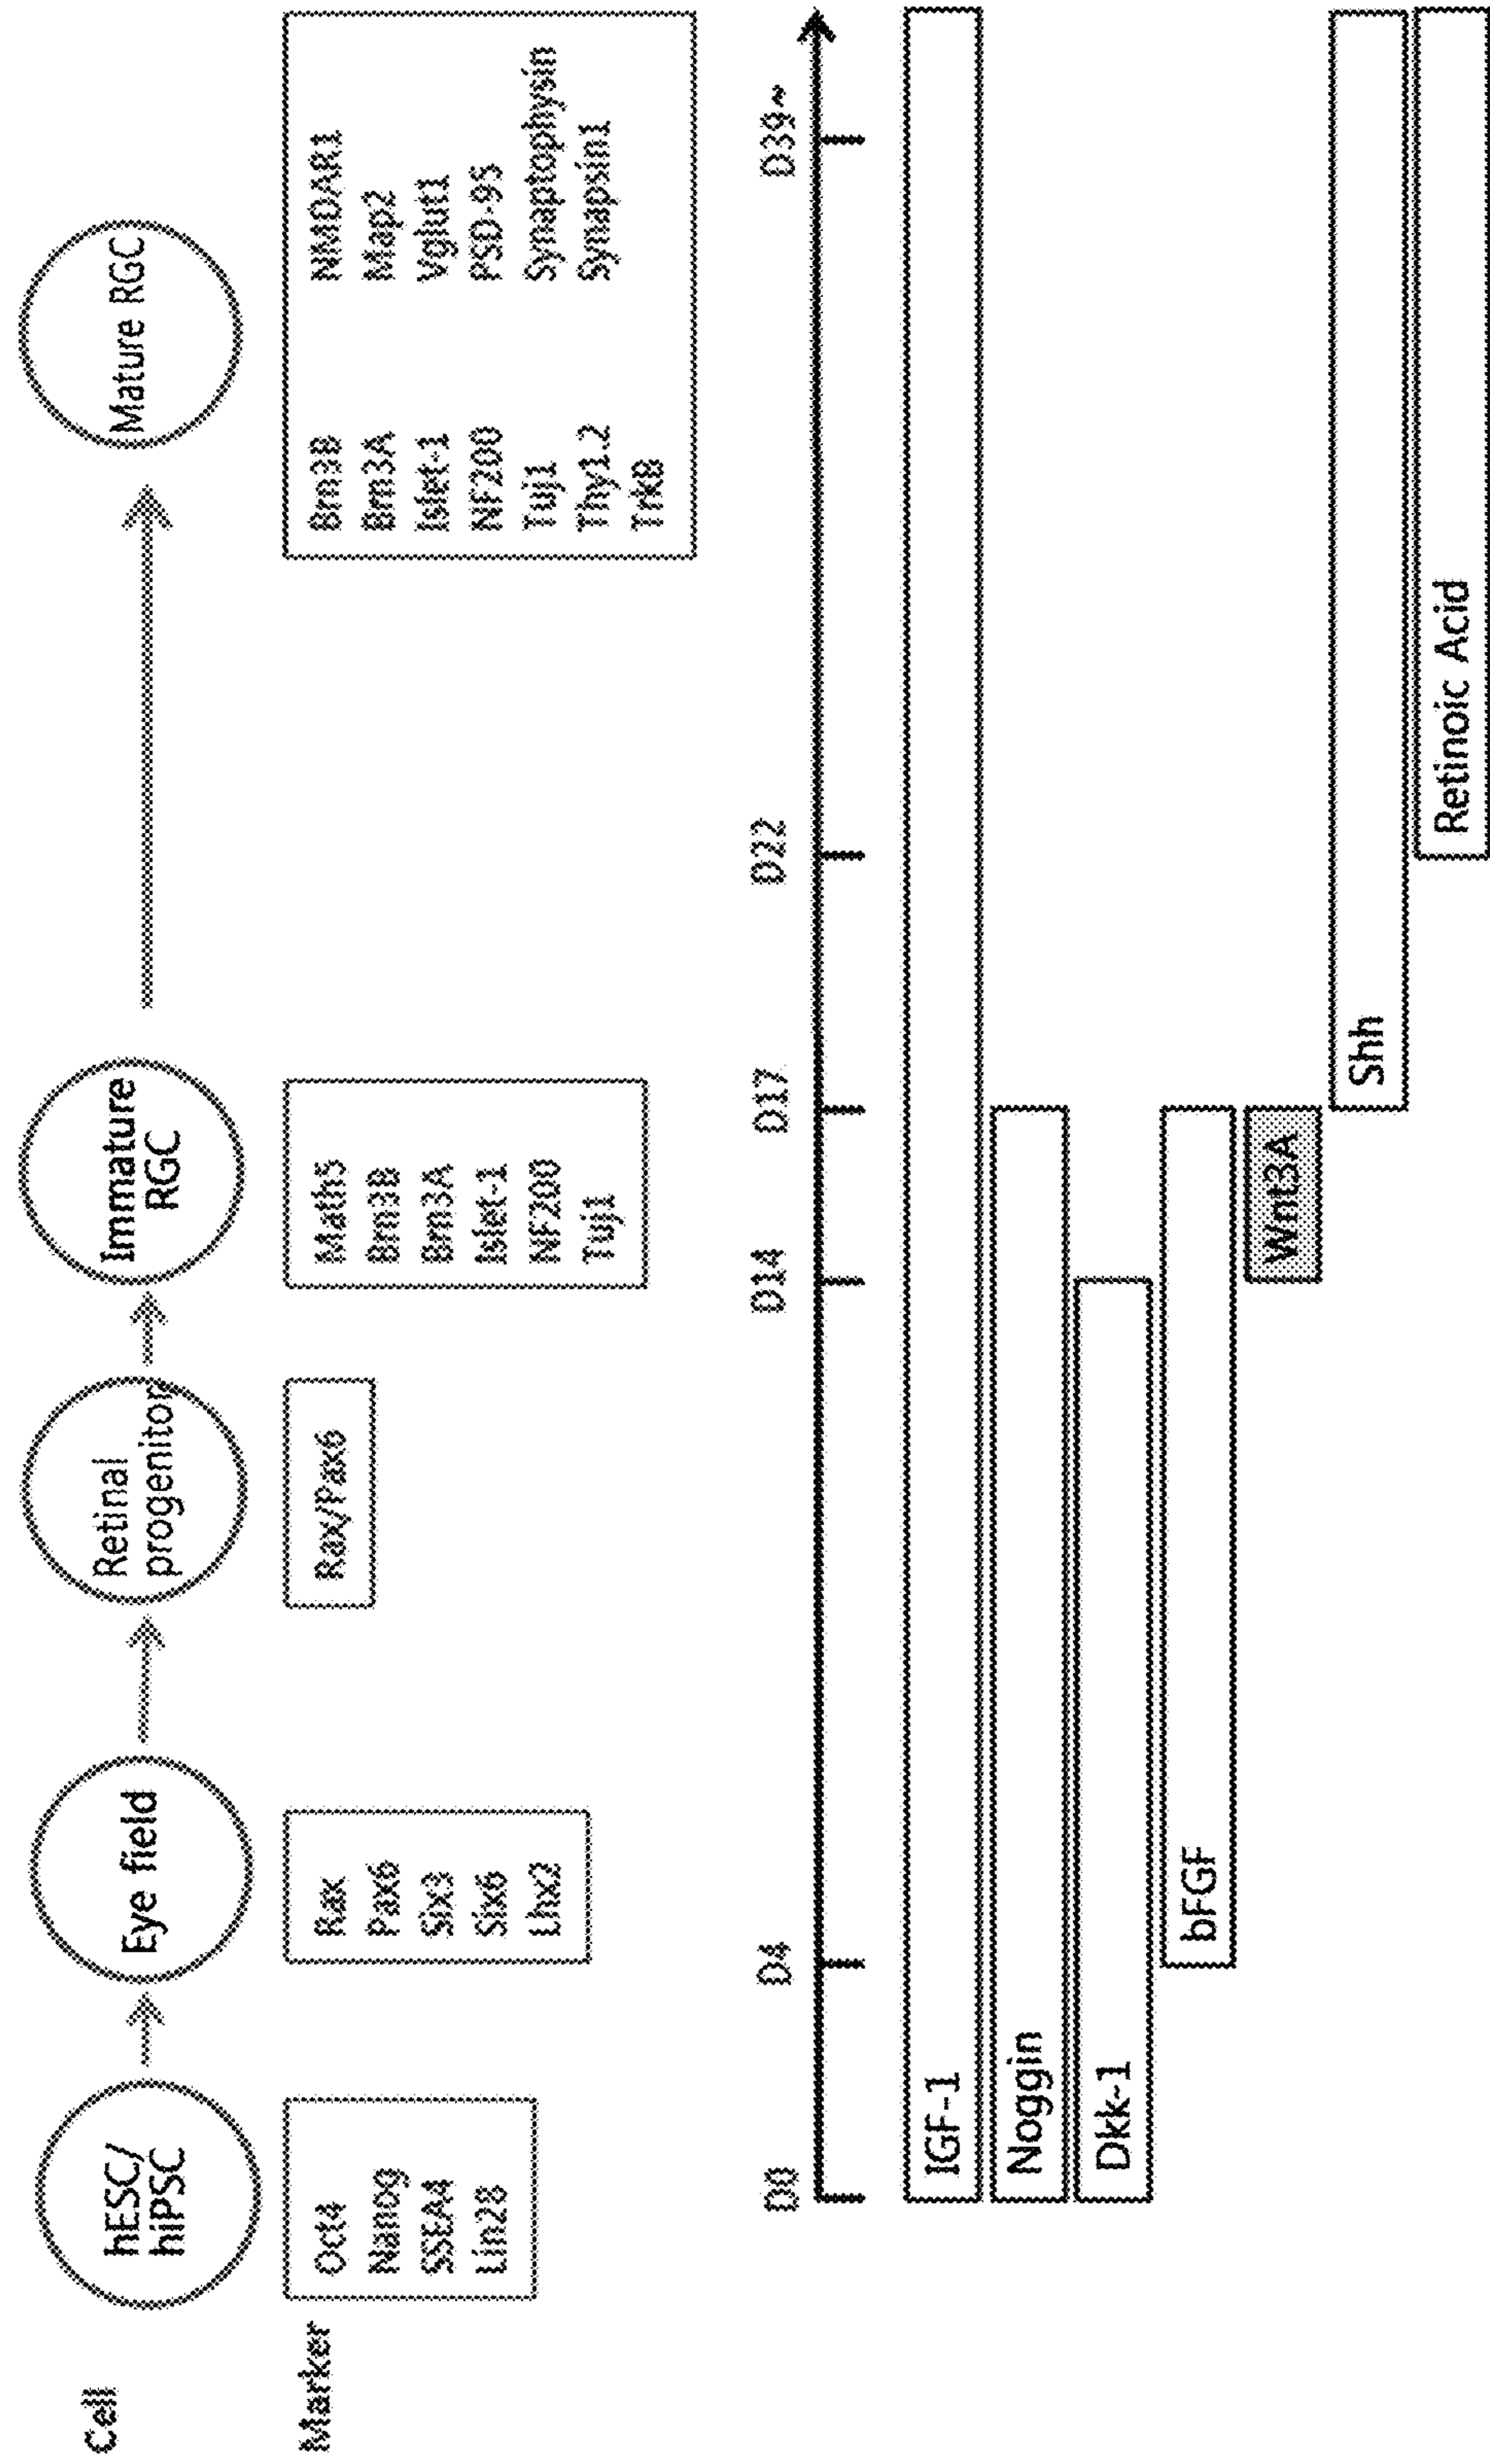 Cell
hESC/
hiPSC
Eye field
Retinal
progenitor
Immature
RGC
Mature RGC
Marker
Oct4
Nanog
SSEA4
Lin28
Rax
Pax6
Six3
Six6
Lhx2
Rax/Pax6
Math5
Brn3B
Brn3A
Islet-1
NF200
Tuj1
Brn3B
Brn3A
Islet-1
NF200
Tuj1
Thy1.2
TrkB
NMDAR1
Map2
Vglut1
PSD-95
Synaptophysin
Synapsin1
D0
D4
D14
D17
D22
D39~
IGF-1
Noggin
Dkk-1
bFGF
Wnt3A
Shh
Retinoic Acid